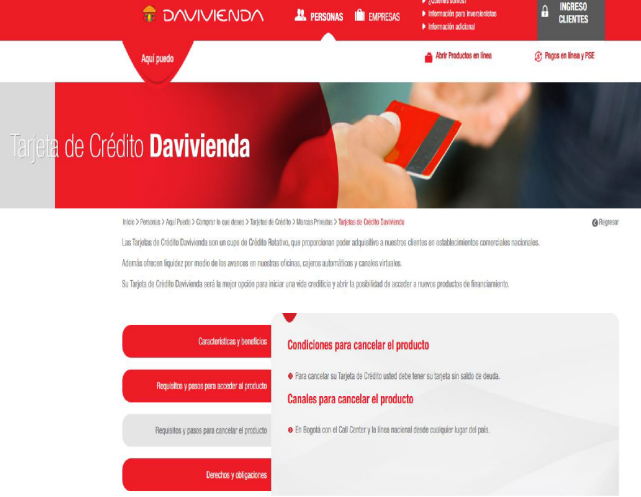 DAVIVIENDA
PERSONAS
EMPRESAS
¿Quiénes somos?
Información para inversionistas
Información adicional
INGRESO
CLIENTES
Aquí puedo
Abrir Productos en línea
Pagos en línea y PSE
Tarjeta de Crédito Davivienda
Inicio > Personas > Aquí Puedo > Comprar lo que deseo > Tarjetas de Crédito > Marcas Privadas > Tarjetas de Crédito Davivienda
Regresar
Las Tarjetas de Crédito Davivienda son un cupo de Crédito Rotativo, que proporcionan poder adquisitivo a nuestros clientes en establecimientos comerciales nacionales.
Además ofrecen liquidez por medio de los avances en nuestras oficinas, cajeros automáticos y canales virtuales.
Su Tarjeta de Crédito Davivienda será la mejor opción para iniciar una vida crediticia y abrir la posibilidad de acceder a nuevos productos de financiamiento.
Características y beneficios
Requisitos y pasos para acceder al producto
Requisitos y pasos para cancelar el producto
Derechos y obligaciones
Condiciones para cancelar el producto
Para cancelar su Tarjeta de Crédito usted debe tener su tarjeta sin saldo de deuda.
Canales para cancelar el producto
En Bogotá con el Call Center y la línea nacional desde cualquier lugar del país.